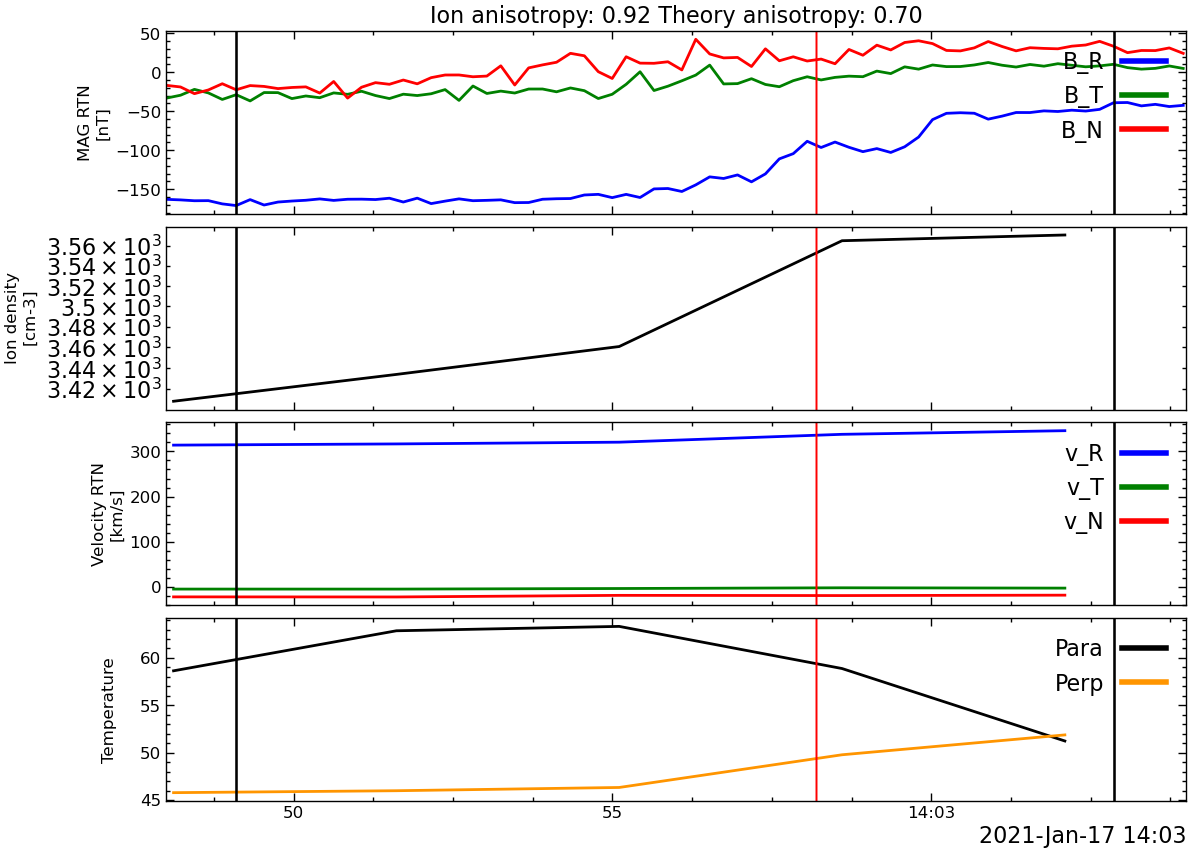 Ion anisotropy: 0.92 Theory anisotropy: 0.70
MAG RTN
[nT]
50
0
−50
−100
−150
B_R
B_T
B_N
Ion density
[cm-3]
3.56 × 10³
3.54 × 10³
3.52 × 10³
3.5 × 10³
3.48 × 10³
3.46 × 10³
3.44 × 10³
3.42 × 10³
Velocity RTN
[km/s]
300
200
100
0
v_R
v_T
v_N
Temperature
60
55
50
45
Para
Perp
50
55
14:03
2021-Jan-17 14:03